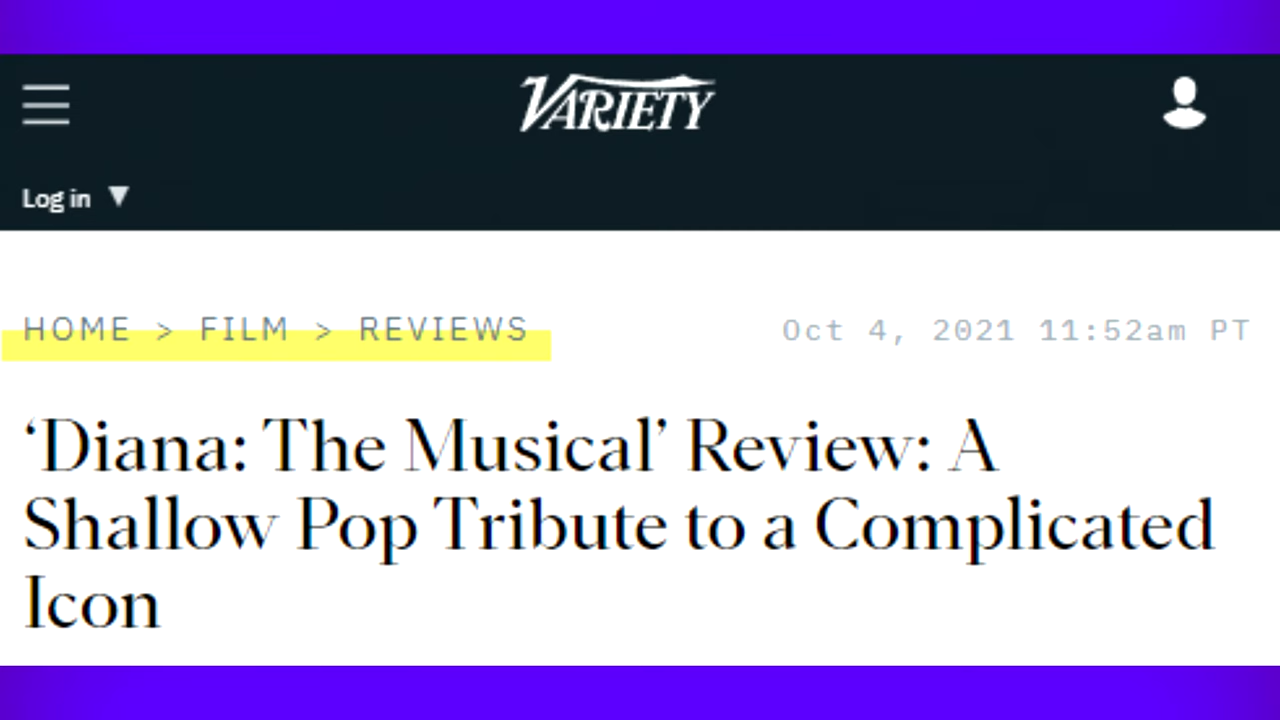 VARIETY
Log in ▼
HOME > FILM > REVIEWS
Oct 4, 2021 11:52am PT
‘Diana: The Musical’ Review: A
Shallow Pop Tribute to a Complicated
Icon